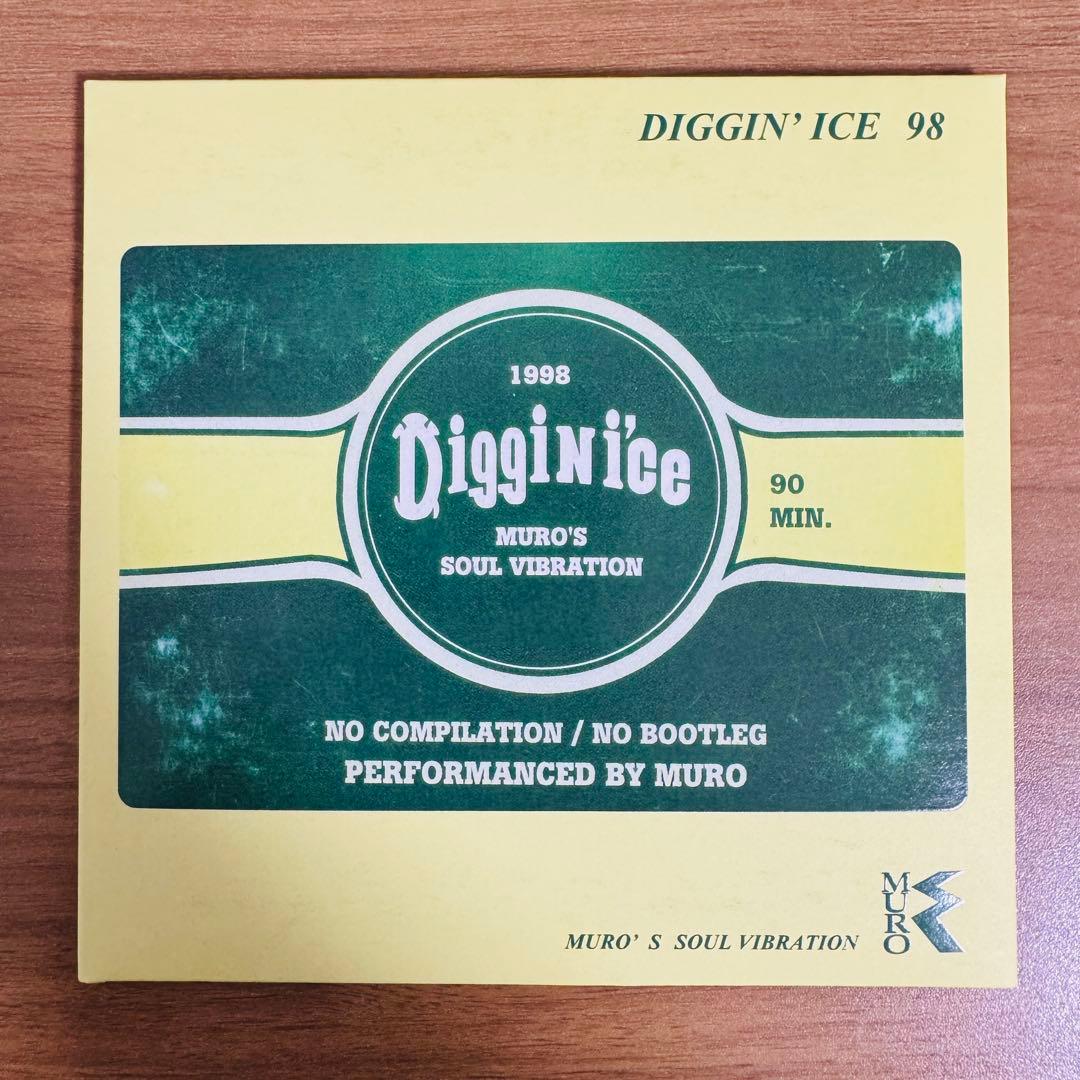 DIGGIN' ICE 98
1998
Diggin i'ce
MURO'S
SOUL VIBRATION
90
MIN.
NO COMPILATION / NO BOOTLEG
PERFORMANCED BY MURO
MURO' S SOUL VIBRATION
MURO